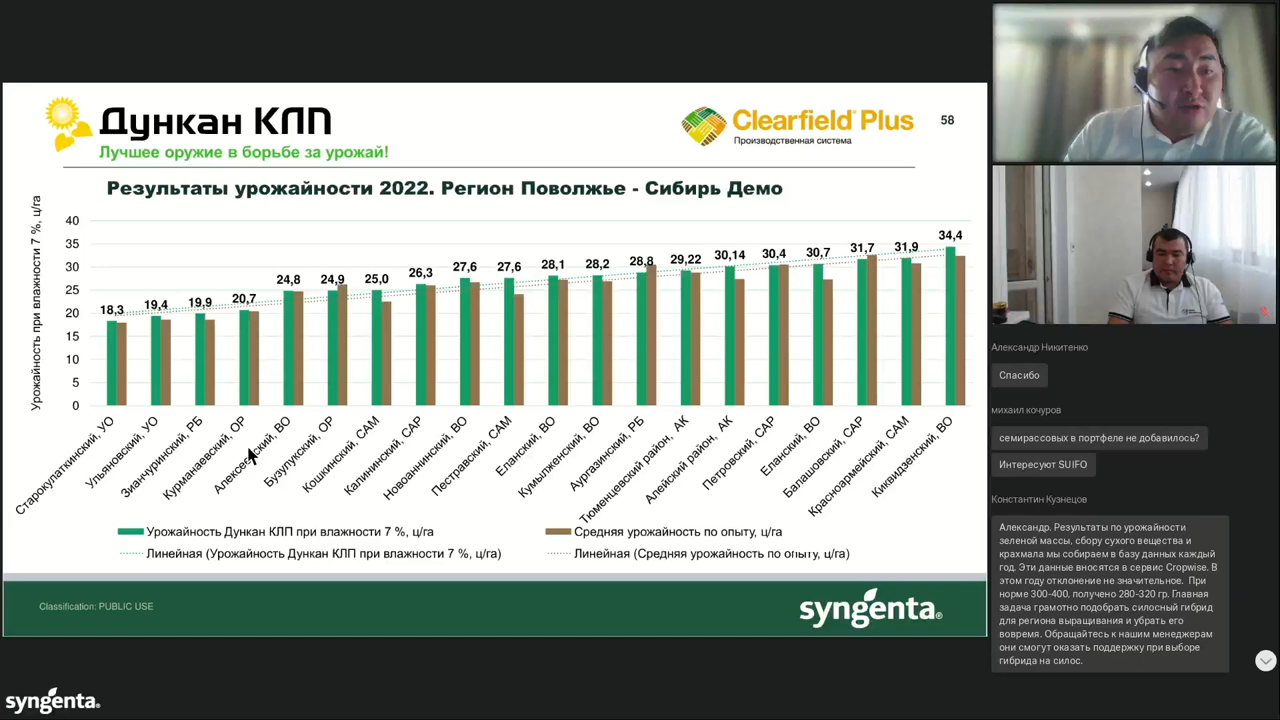 Дункан КЛП
Лучшее оружие в борьбе за урожай!
Clearfield® Plus
Производственная система
58
Результаты урожайности 2022. Регион Поволжье - Сибирь Демо
Урожайность при влажности 7 %, ц/га
40
35
30
25
20
15
10
5
0
18,3
19,4
19,9
20,7
24,8
24,9
25,0
26,3
27,6
27,6
28,1
28,2
28,8
29,22
30,14
30,4
30,7
31,7
31,9
34,4
Старокулаткинский, УО
Ульяновский, УО
Зианчуринский, РБ
Курманаевский, ОР
Алексеевский, ВО
Бузулукский, ОР
Кошкинский, САМ
Калининский, САР
Новоаннинский, ВО
Пестравский, САМ
Еланский, ВО
Кумылженский, ВО
Аургазинский, РБ
Тюменцевский район, АК
Алейский район, АК
Петровский, САР
Еланский, ВО
Балашовский, САР
Красноармейский, САМ
Киквидзенский, ВО
Урожайность Дункан КЛП при влажности 7 %, ц/га
Средняя урожайность по опыту, ц/га
Линейная (Урожайность Дункан КЛП при влажности 7 %, ц/га)
Линейная (Средняя урожайность по опыту, ц/га)
Classification: PUBLIC USE
syngenta®
syngenta
Александр Никитенко
Спасибо
михаил кочуров
семирассовых в портфеле не добавилось?
Интересуют SUIFO
Константин Кузнецов
Александр. Результаты по урожайности
зеленой массы, сбору сухого вещества и
крахмала мы собираем в базу данных каждый
год. Эти данные вносятся в сервис Cropwise. В
этом году отклонение не значительное. При
норме 300-400, получено 280-320 гр. Главная
задача грамотно подобрать силосный гибрид
для региона выращивания и убрать его
вовремя. Обращайтесь к нашим менеджерам
они смогут оказать поддержку при выборе
гибрида на силос.
syngenta®